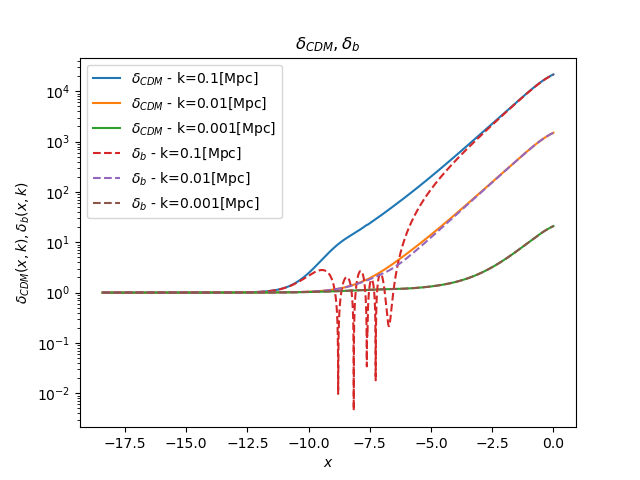 δ_CDM, δ_b
δ_CDM - k=0.1[Mpc]
δ_CDM - k=0.01[Mpc]
δ_CDM - k=0.001[Mpc]
δ_b - k=0.1[Mpc]
δ_b - k=0.01[Mpc]
δ_b - k=0.001[Mpc]
δ_CDM(x, k), δ_b(x, k)
10^4
10^3
10^2
10^1
10^0
10^−1
10^−2
−17.5 −15.0 −12.5 −10.0 −7.5 −5.0 −2.5 0.0
x